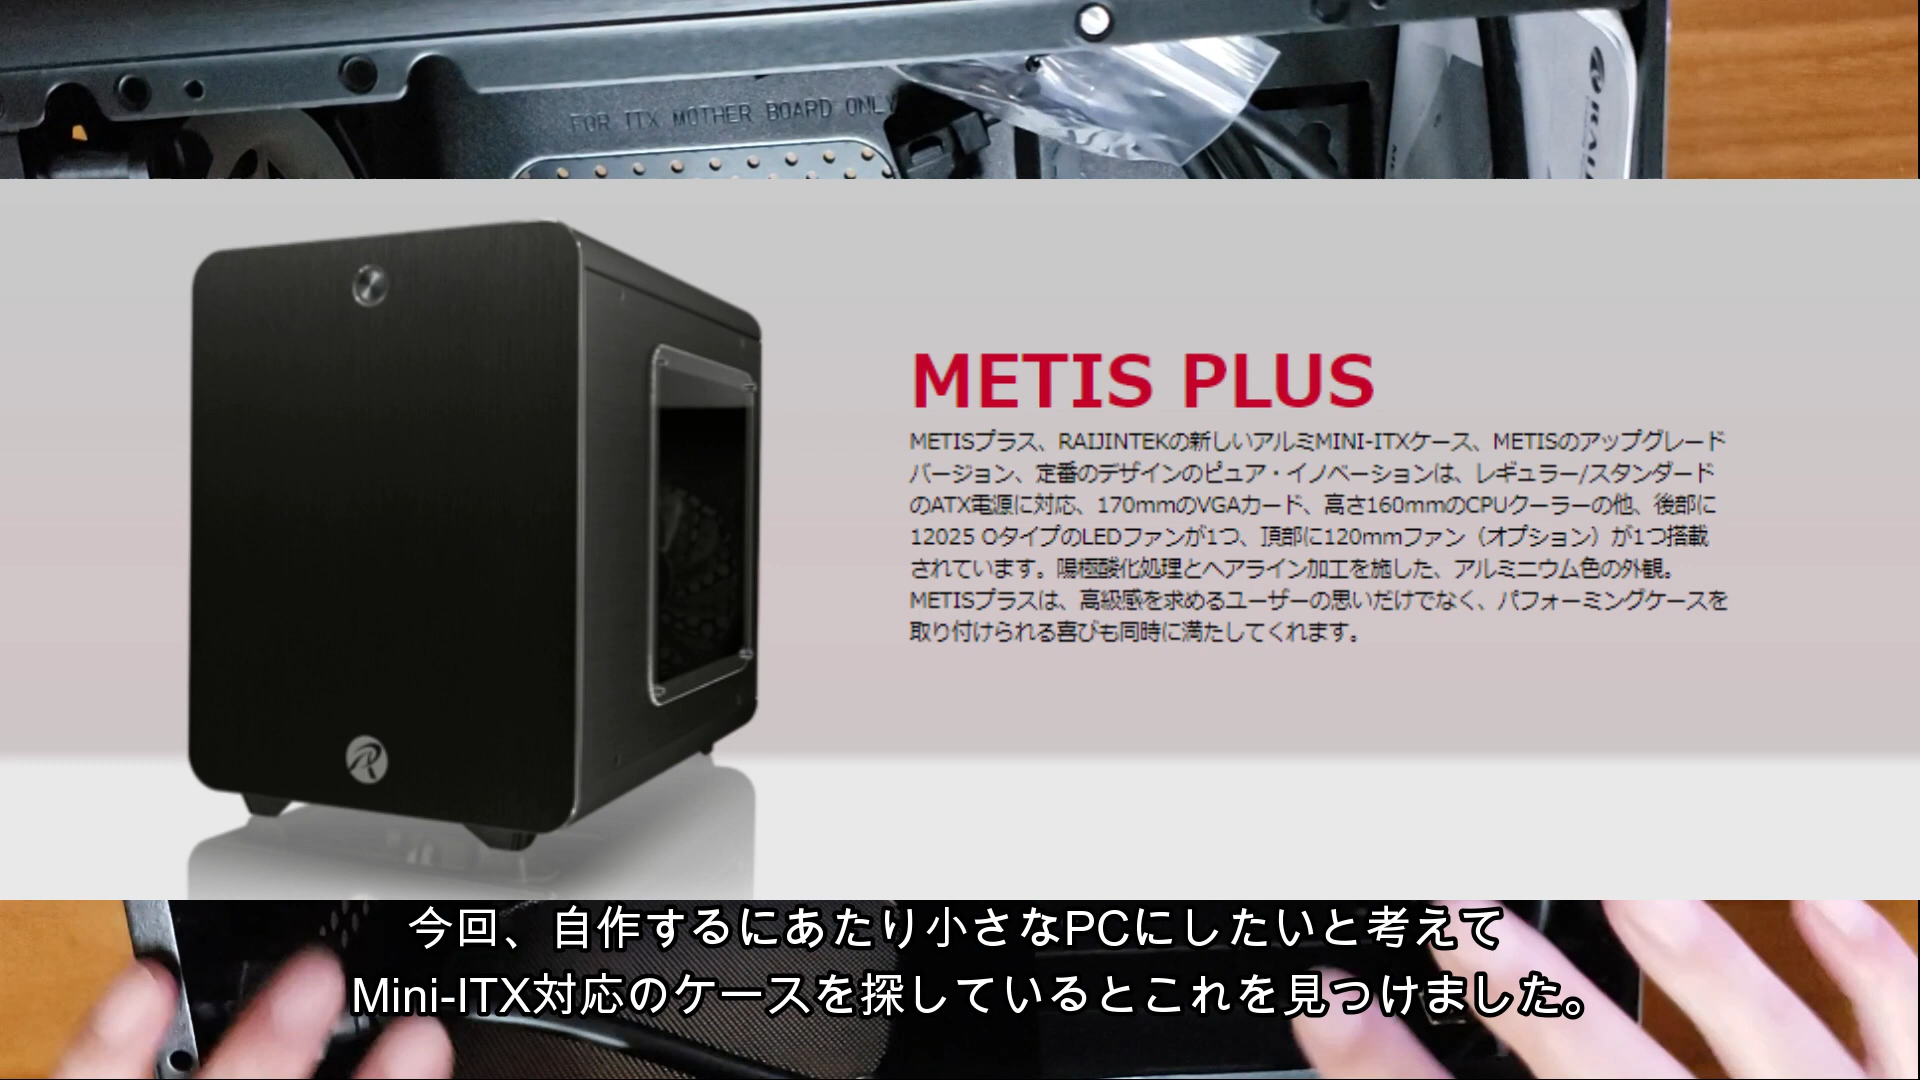 FOR ITX MOTHER BOARD ONLY
METIS PLUS
METISプラス、RAIJINTEKの新しいアルミMINI-ITXケース、METISのアップグレード
バージョン、定番のデザインのピュア・イノベーションは、レギュラー/スタンダード
のATX電源に対応、170mmのVGAカード、高さ160mmのCPUクーラーの他、後部に
12025 OタイプのLEDファンが1つ、頂部に120mmファン（オプション）が1つ搭載
されています。陽極酸化処理とヘアライン加工を施した、アルミニウム色の外観。
METISプラスは、高級感を求めるユーザーの思いだけでなく、パフォーミングケースを
取り付けられる喜びも同時に満たしてくれます。
今回、自作するにあたり小さなPCにしたいと考えて
Mini-ITX対応のケースを探しているとこれを見つけました。